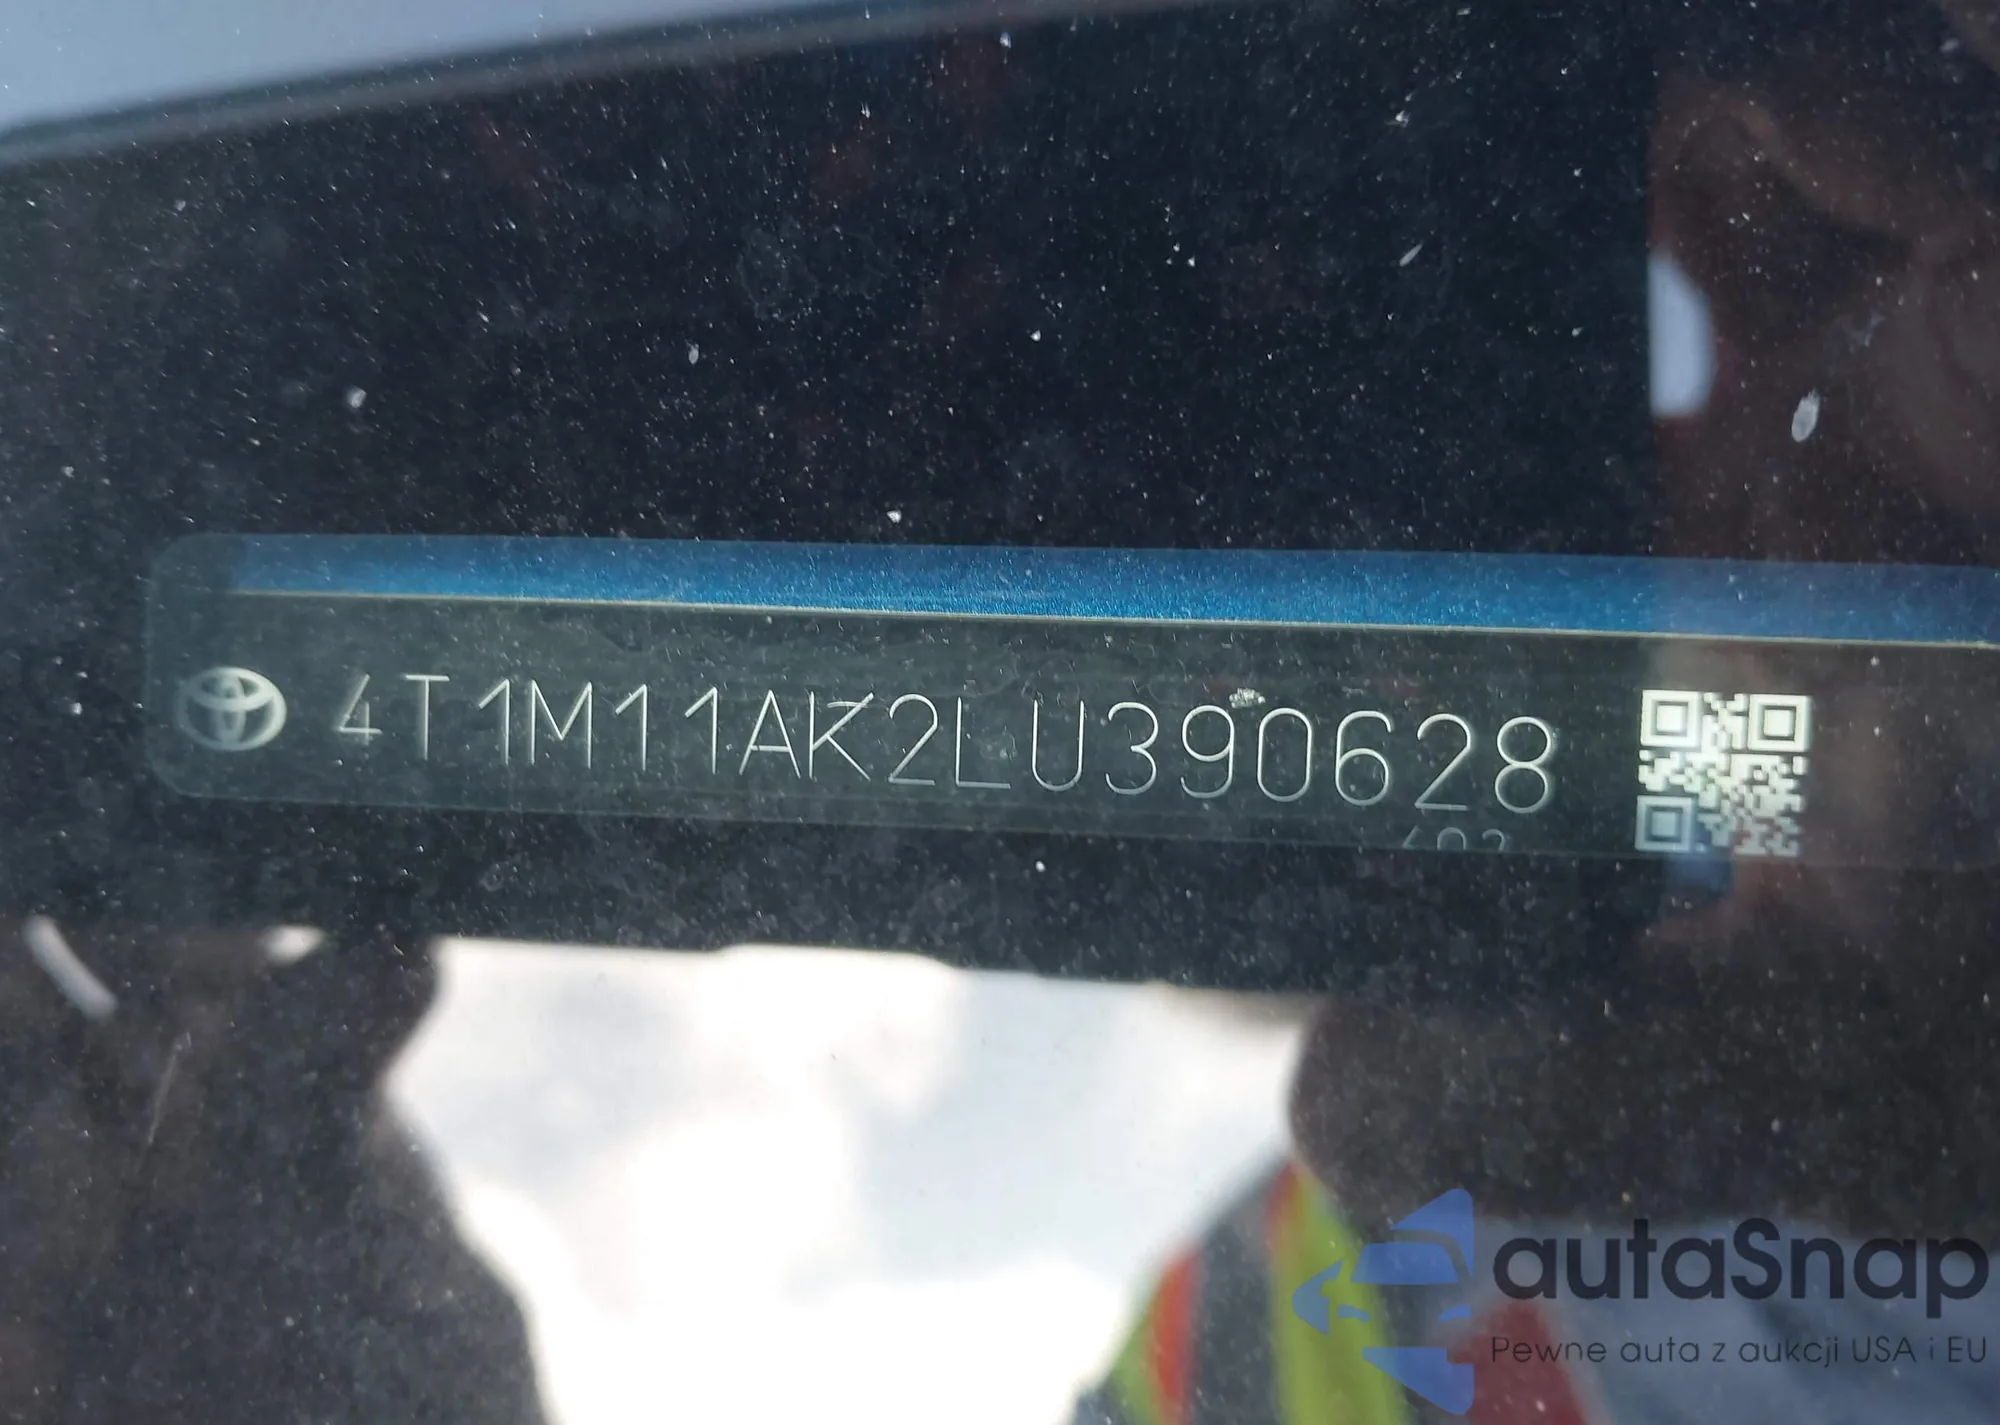 4T1M11AK2LU390628
autaSnap
Pewne auta z aukcji USA i EU